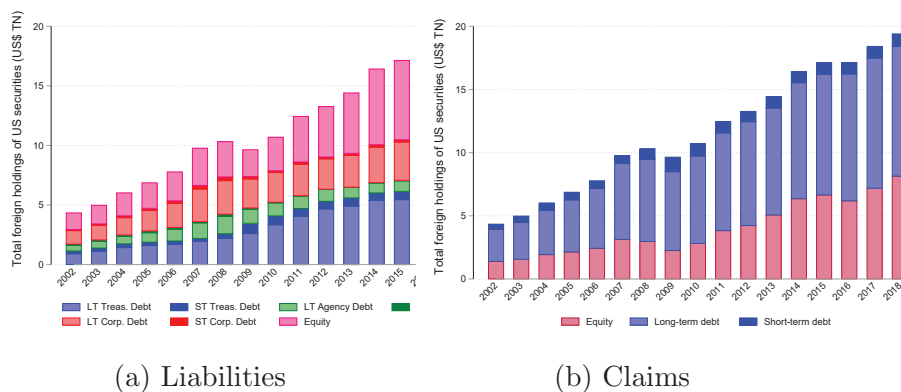 Total foreign holdings of US securities (US$ TN)
20
15
10
5
0
2002 2003 2004 2005 2006 2007 2008 2009 2010 2011 2012 2013 2014 2015 20
LT Treas. Debt ST Treas. Debt LT Agency Debt
LT Corp. Debt ST Corp. Debt Equity
(a) Liabilities
Total foreign holdings of US securities (US$ TN)
20
15
10
5
0
2002 2003 2004 2005 2006 2007 2008 2009 2010 2011 2012 2013 2014 2015 2016 2017 2018
Equity Long-term debt Short-term debt
(b) Claims